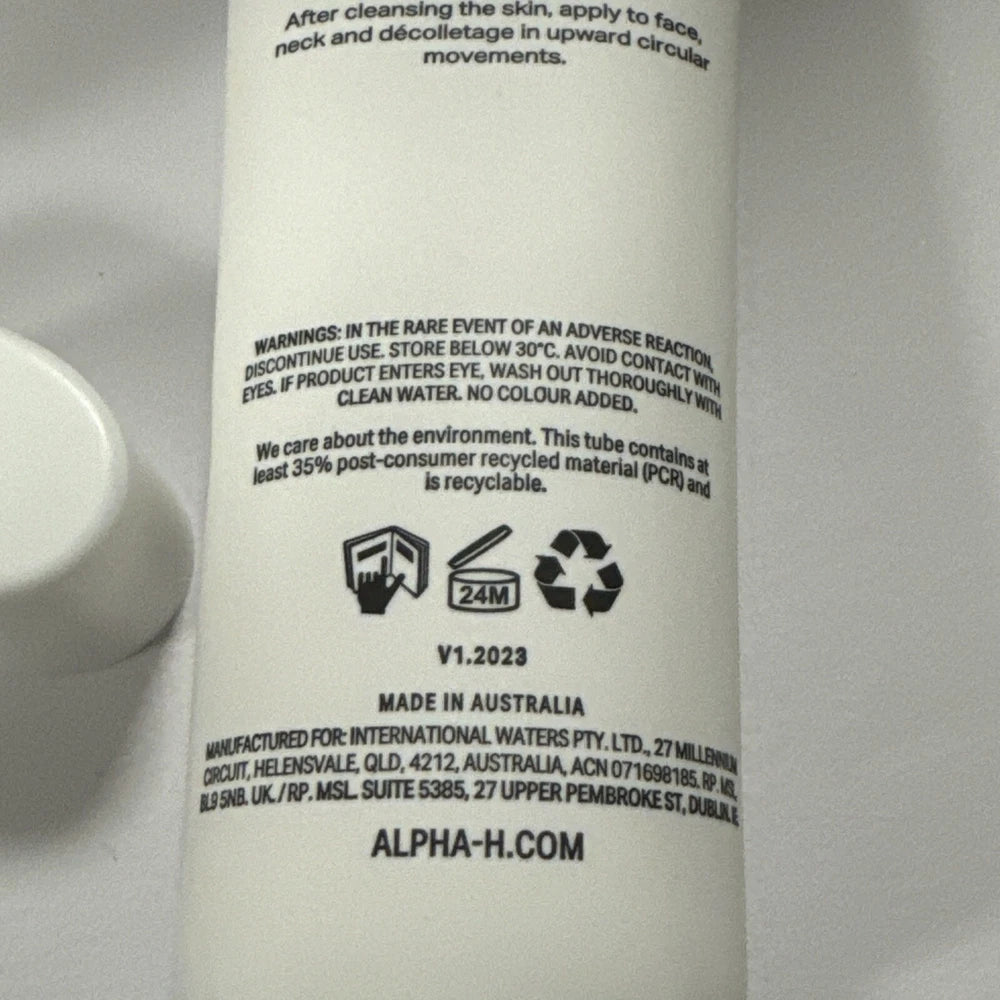 After cleansing the skin, apply to face,
neck and décolletage in upward circular
movements.
WARNINGS: IN THE RARE EVENT OF AN ADVERSE REACTION,
DISCONTINUE USE. STORE BELOW 30°C. AVOID CONTACT WITH
EYES. IF PRODUCT ENTERS EYE, WASH OUT THOROUGHLY WITH
CLEAN WATER. NO COLOUR ADDED.
We care about the environment. This tube contains at
least 35% post-consumer recycled material (PCR) and
is recyclable.
24M
V1.2023
MADE IN AUSTRALIA
MANUFACTURED FOR: INTERNATIONAL WATERS PTY. LTD., 27 MILLENNIUM
CIRCUIT, HELENSVALE, QLD, 4212, AUSTRALIA, ACN 071698185. RP. MSL.
BL9 5NB. UK./RP. MSL. SUITE 5385, 27 UPPER PEMBROKE ST, DUBLIN. IE
ALPHA-H.COM